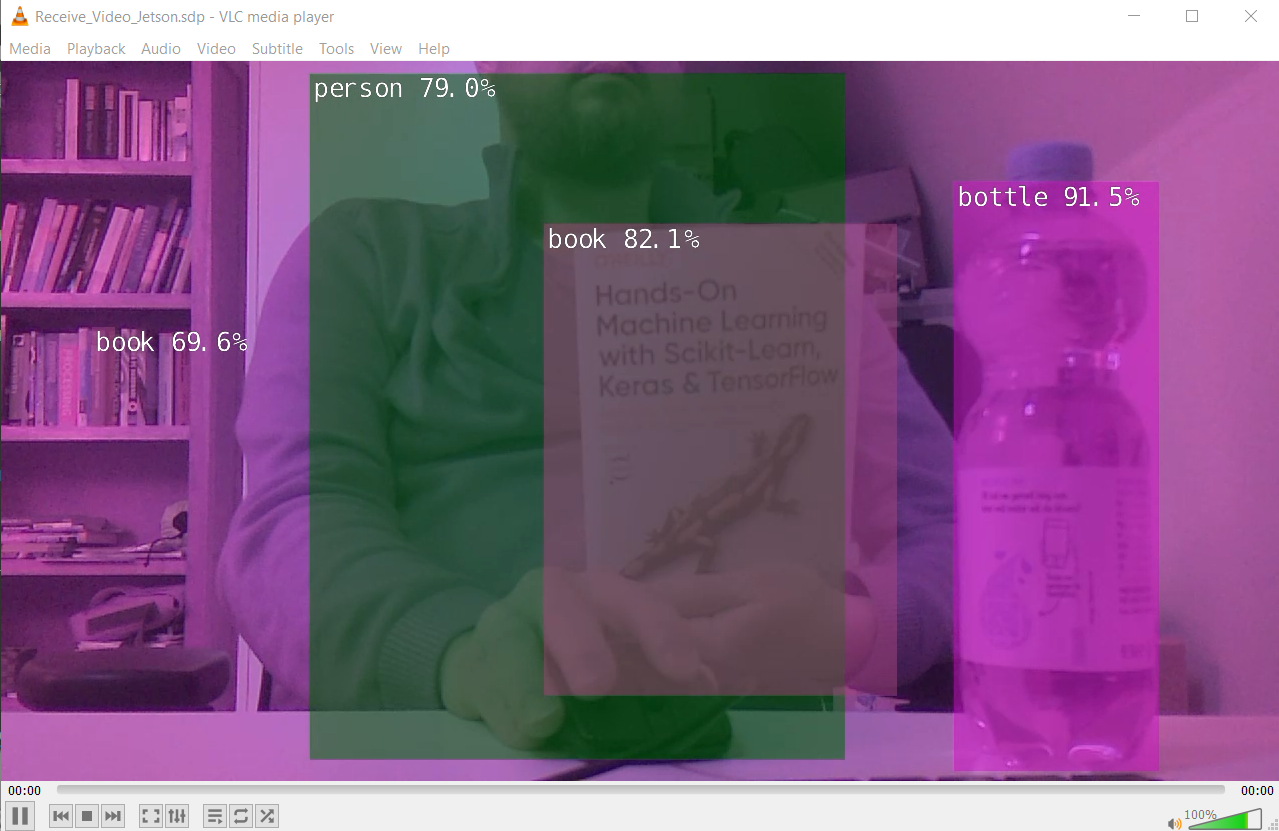 Receive_Video_Jetson.sdp - VLC media player
Media Playback Audio Video Subtitle Tools View Help
person 79.0%
bottle 91.5%
book 82.1%
O'REILLY
Hands-On
Machine Learning
with Scikit-Learn,
Keras & TensorFlow
book 69.6%
00:00
00:00
100%